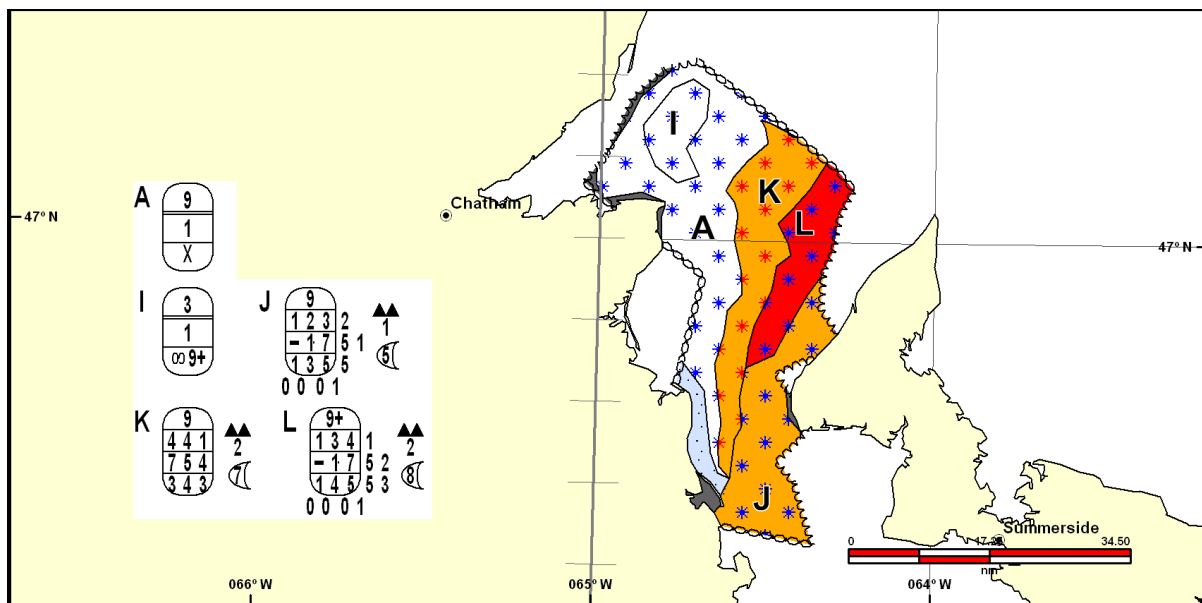 I
K
L
A
J
Chatham
Summerside
47° N
47° N
066° W
065° W
064° W
0 17.25 34.50
nm
A
9
1
X
I
3
1
∞ 9+
J
9
1 2 3 2
- 1 7 5 1
1 3 5 5
0 0 0 1
▲▲
1
5
K
9
4 4 1
7 5 4
3 4 3
▲▲
2
7
L
9+
1 3 4 1
- 1 7 5 2
1 4 5 5 3
0 0 0 1
▲▲
2
8